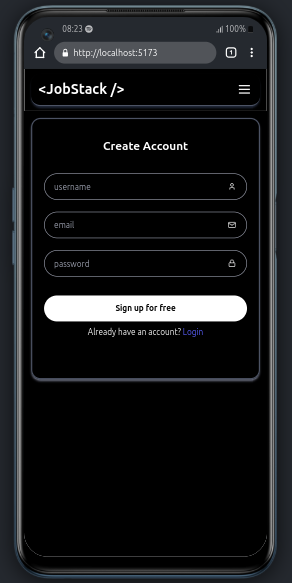 08:23
100%
http://localhost:5173
1
<JobStack />
Create Account
username
email
password
Sign up for free
Already have an account? Login